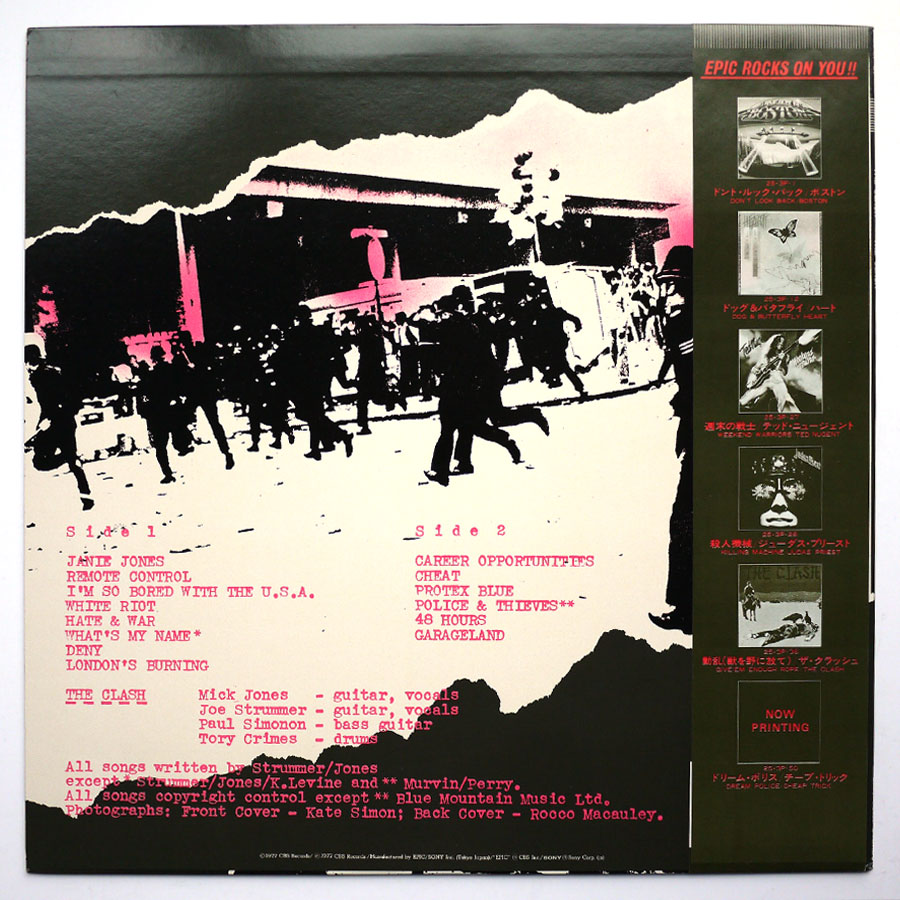 Side 1
JANIE JONES
REMOTE CONTROL
I'M SO BORED WITH THE U.S.A.
WHITE RIOT
HATE & WAR
WHAT'S MY NAME*
DENY
LONDON'S BURNING
Side 2
CAREER OPPORTUNITIES
CHEAT
PROTEX BLUE
POLICE & THIEVES**
48 HOURS
GARAGELAND
THE CLASH
Mick Jones - guitar, vocals
Joe Strummer - guitar, vocals
Paul Simonon - bass guitar
Tory Crimes - drums
All songs written by Strummer/Jones
except * Strummer/Jones/K.Levine and ** Murvin/Perry.
All songs copyright control except ** Blue Mountain Music Ltd.
Photographs: Front Cover - Kate Simon; Back Cover - Rocco Macauley.
EPIC ROCKS ON YOU!!
BOSTON
25·3P-1
ドント・ルック・バック ボストン
DON'T LOOK BACK BOSTON
HEART
25·3P-12
ドッグ&バタフライ ハート
DOG & BUTTERFLY HEART
週末の戦士 テッド・ニュージェント
WEEKEND WARRIORS TED NUGENT
殺人機械 ジューダス・プリースト
KILLING MACHINE JUDAS PRIEST
THE CLASH
動乱(獣を野に放て) ザ・クラッシュ
GIVE'EM ENOUGH ROPE THE CLASH
NOW
PRINTING
ドリーム・ポリス チープ・トリック
DREAM POLICE CHEAP TRICK